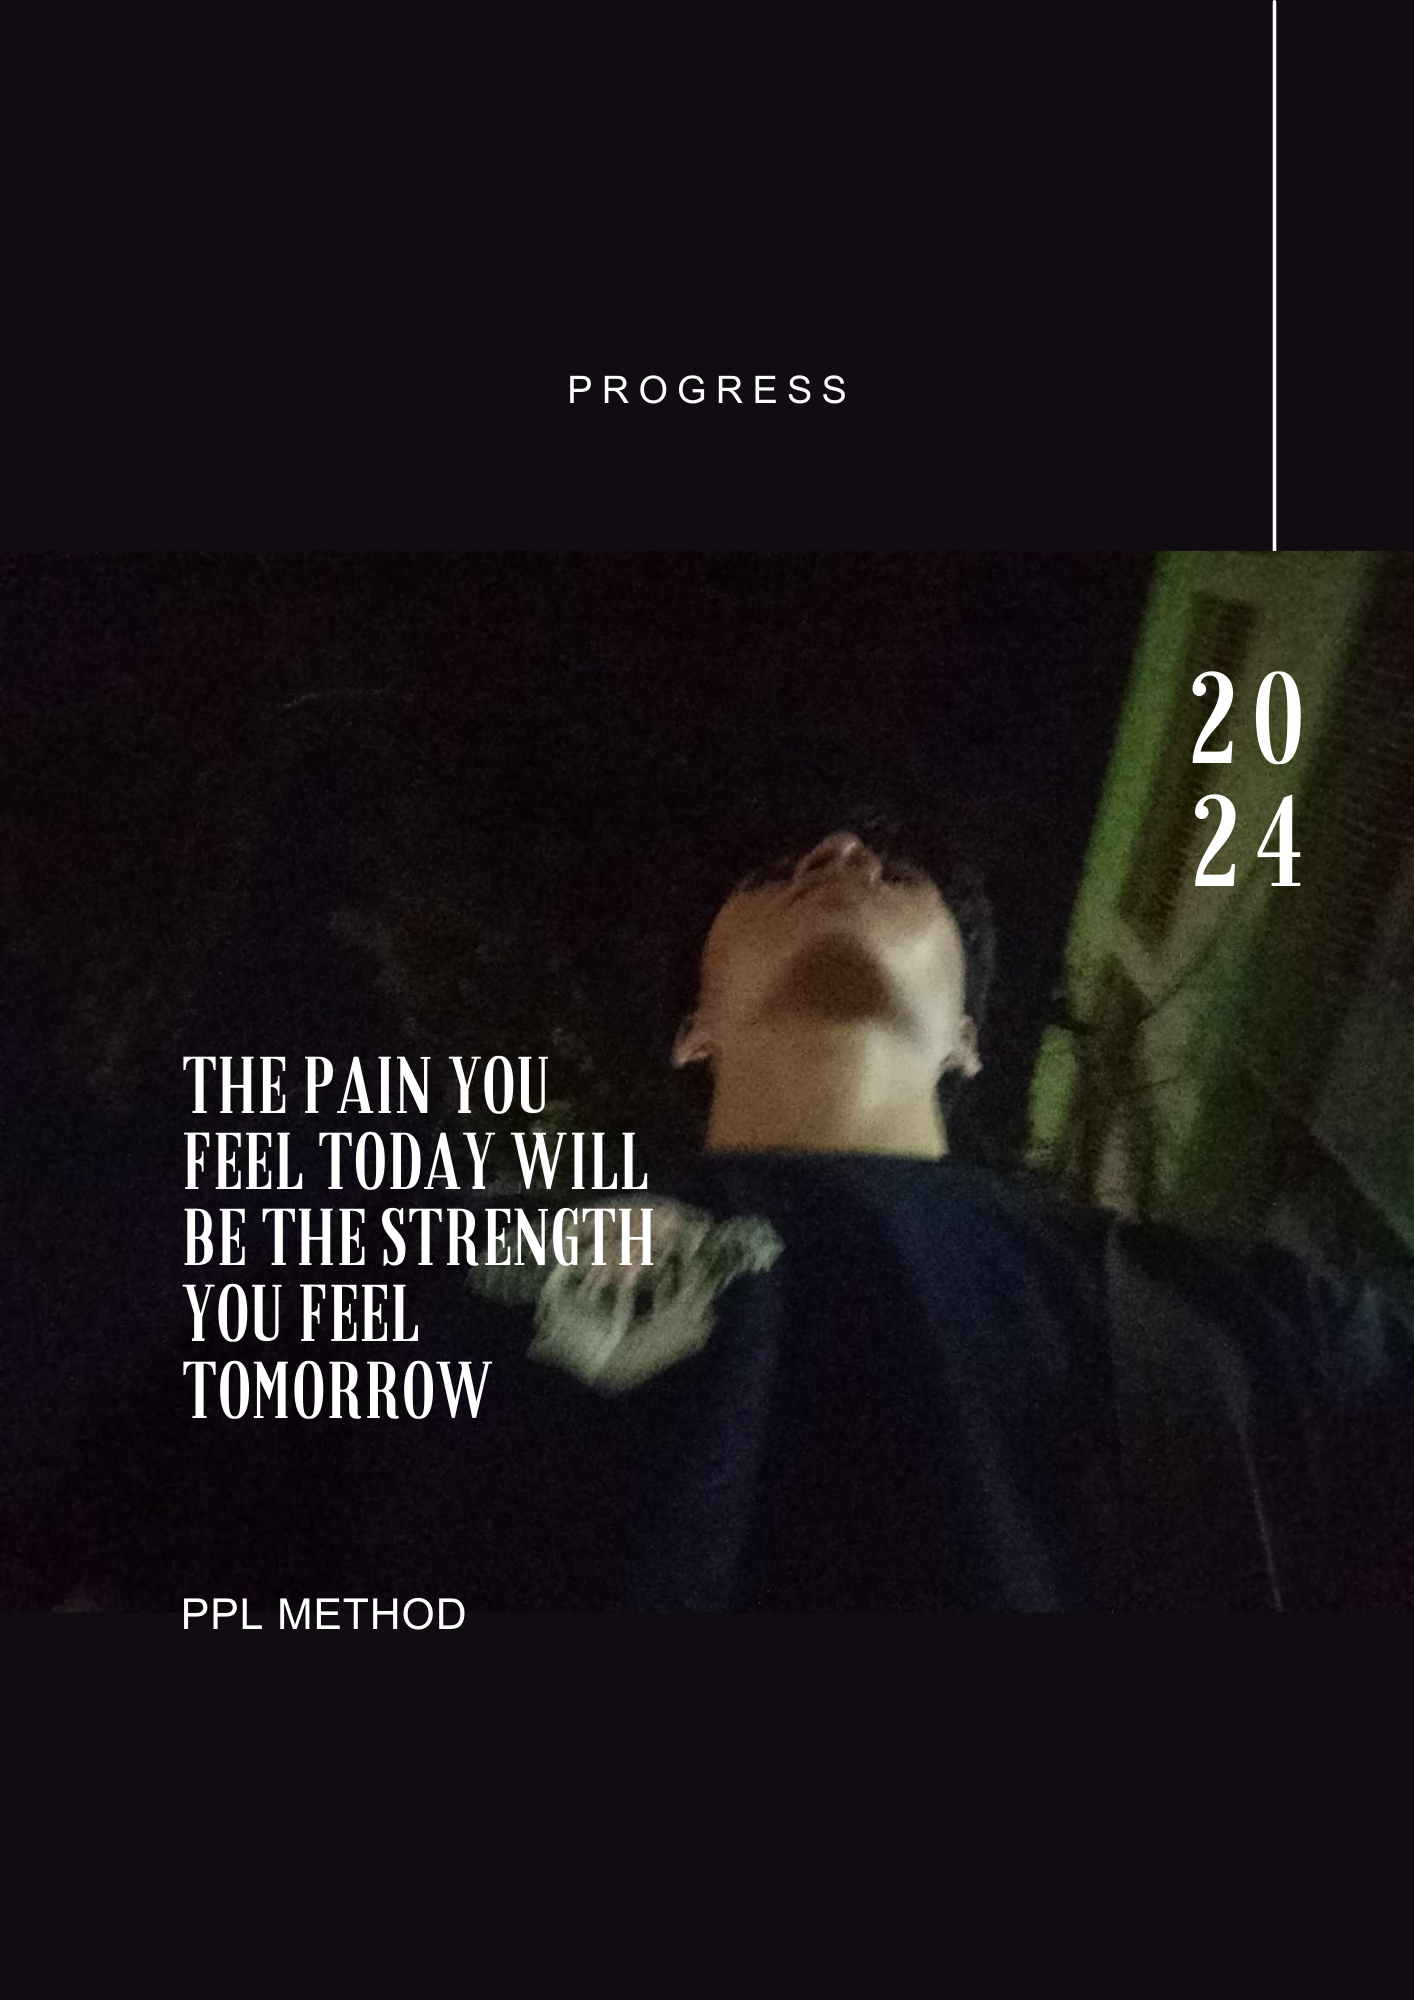 PROGRESS
20
24
THE PAIN YOU
FEEL TODAY WILL
BE THE STRENGTH
YOU FEEL
TOMORROW
PPL METHOD